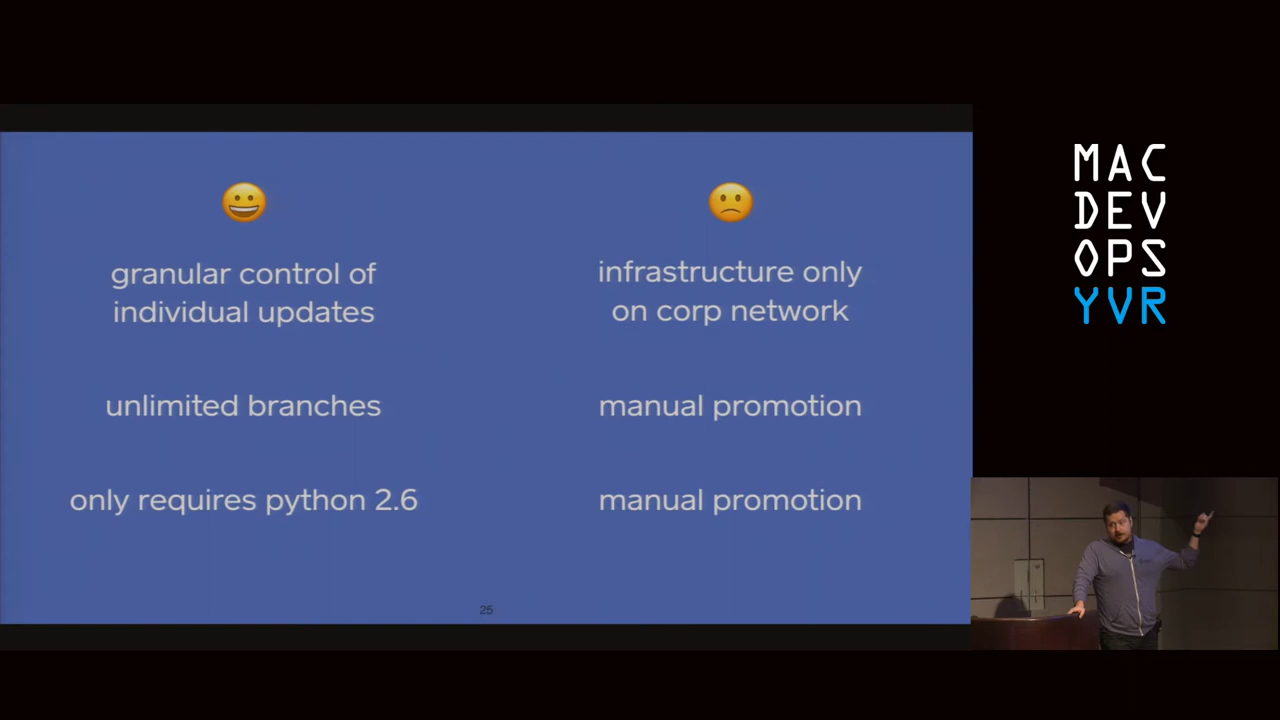 granular control of
individual updates
unlimited branches
only requires python 2.6
infrastructure only
on corp network
manual promotion
manual promotion
25
MAC
DEV
OPS
YVR